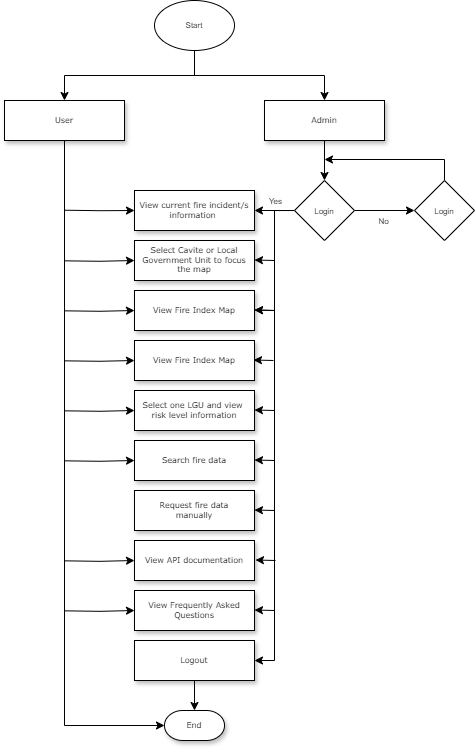 Start
User
Admin
Yes
View current fire incident/s
information
Login
Login
No
Select Cavite or Local
Government Unit to focus
the map
View Fire Index Map
View Fire Index Map
Select one LGU and view
risk level information
Search fire data
Request fire data
manually
View API documentation
View Frequently Asked
Questions
Logout
End